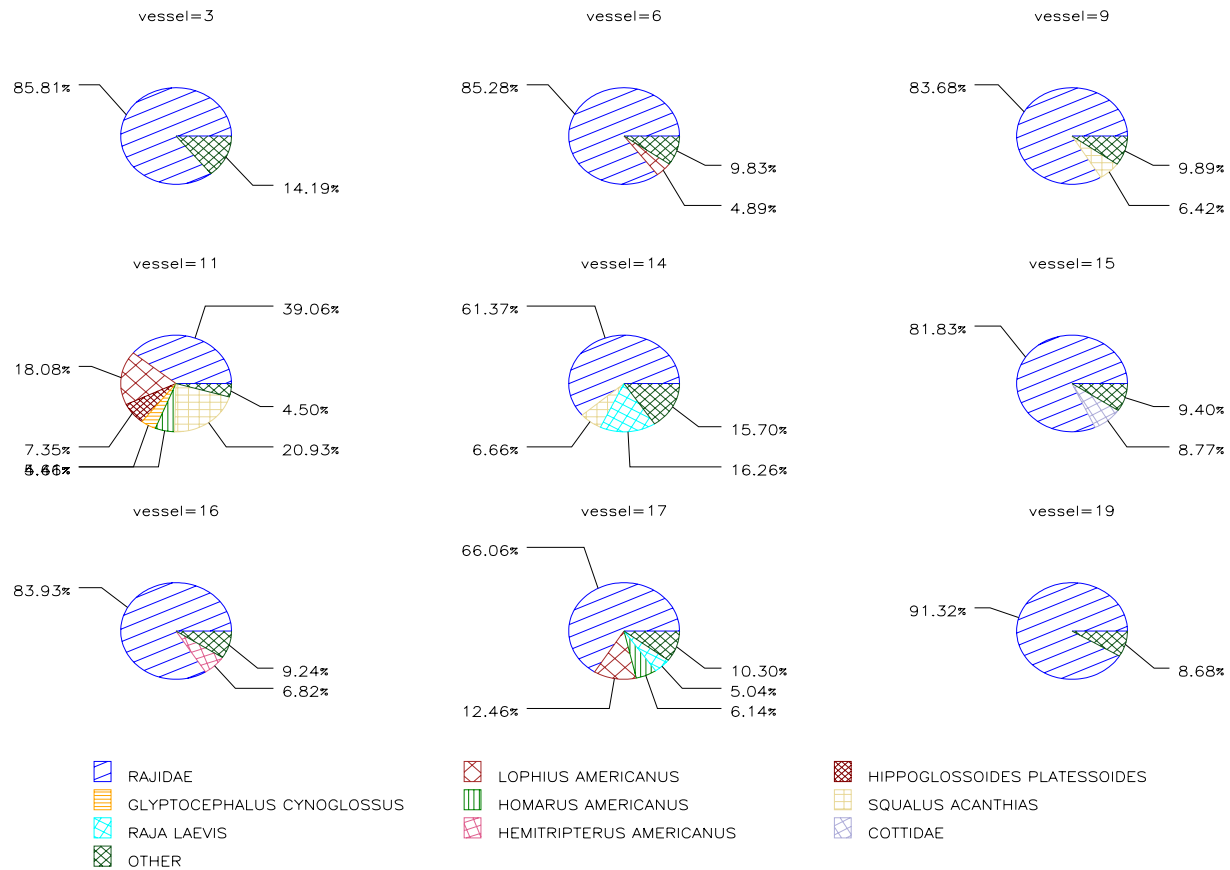 vessel=3 vessel=6 vessel=9
85.81% 85.28% 83.68%
14.19% 9.83% 9.89%
4.89% 6.42%
vessel=11 vessel=14 vessel=15
39.06% 61.37% 81.83%
18.08%
4.50% 15.70% 9.40%
7.35% 20.93% 6.66% 16.26% 8.77%
vessel=16 vessel=17 vessel=19
66.06%
83.93% 91.32%
9.24% 10.30% 8.68%
6.82% 5.04%
12.46% 6.14%
RAJIDAE LOPHIUS AMERICANUS HIPPOGLOSSOIDES PLATESSOIDES
GLYPTOCEPHALUS CYNOGLOSSUS HOMARUS AMERICANUS SQUALUS ACANTHIAS
RAJA LAEVIS HEMITRIPTERUS AMERICANUS COTTIDAE
OTHER